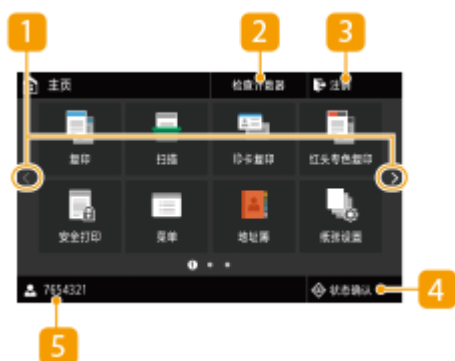 1 2 3
主页 检查计数器 注销
复印 扫描 ID卡复印 红头专色复印
安全打印 菜单 地址簿 纸张设置
7654321 状态确认 4
5